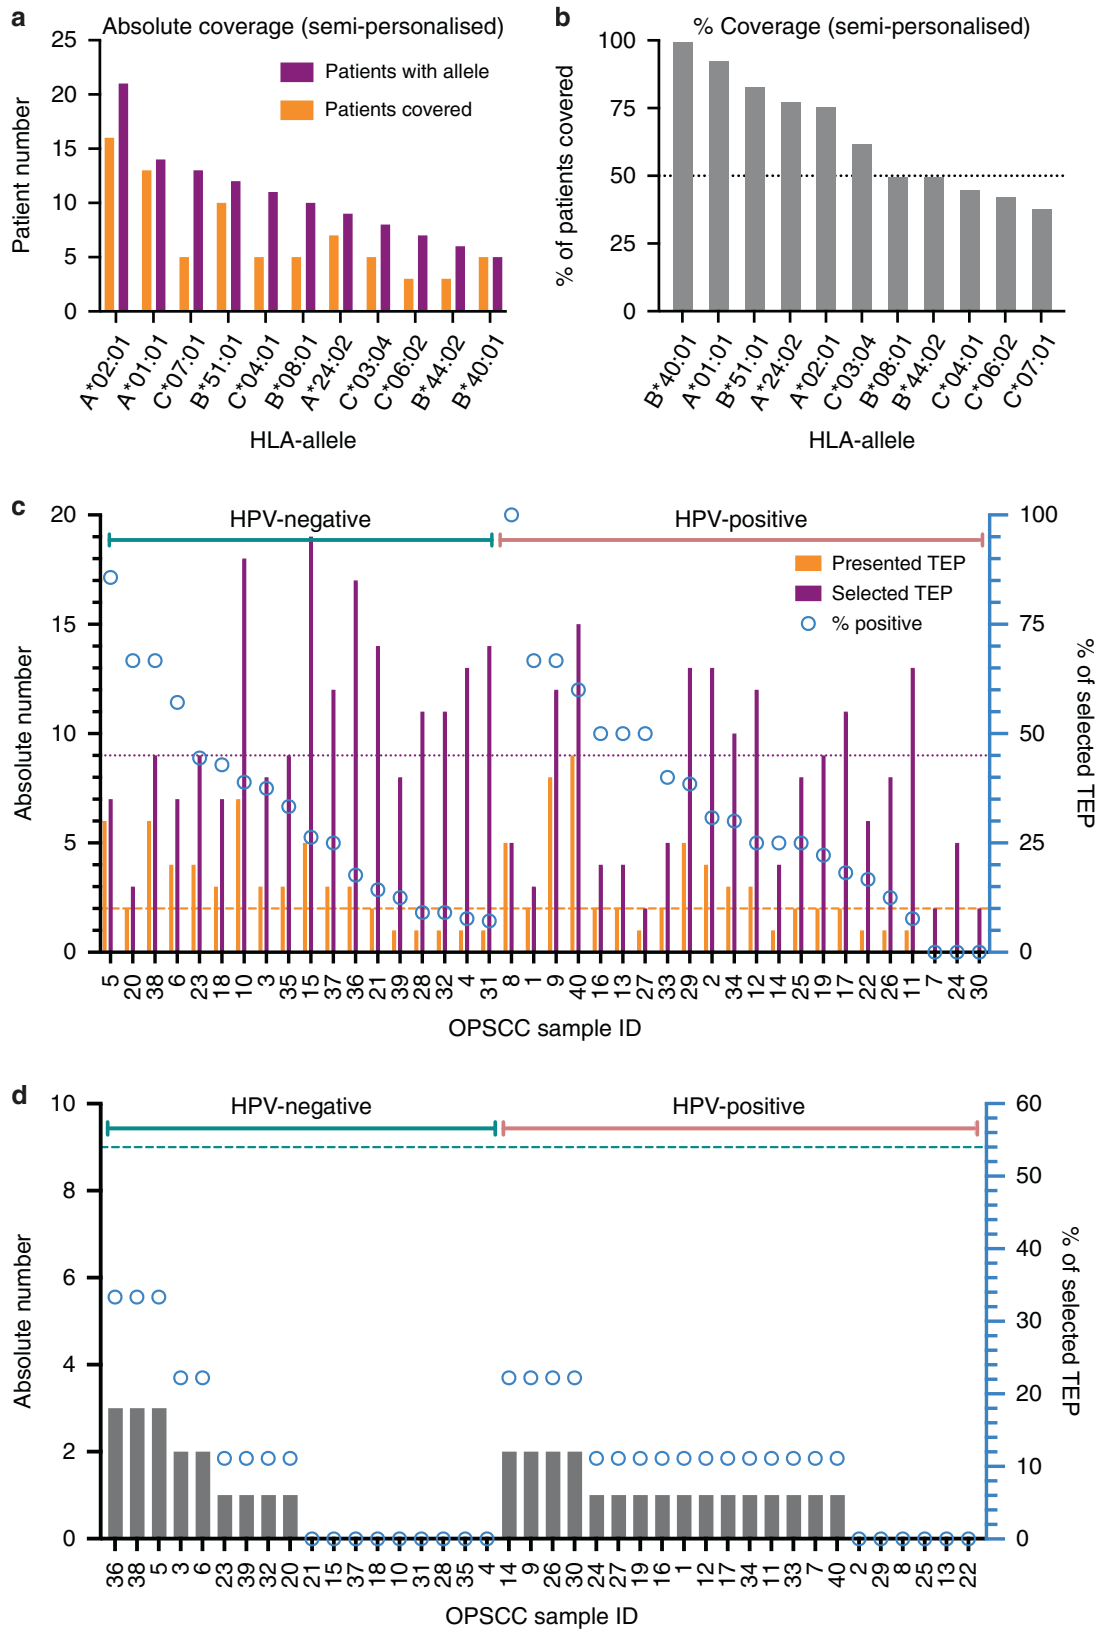 a
Absolute coverage (semi-personalised)
Patient number
25
20
15
10
5
0
Patients with allele
Patients covered
A*02:01
A*01:01
C*07:01
B*51:01
C*04:01
B*08:01
A*24:02
C*03:04
C*06:02
B*44:02
B*40:01
HLA-allele
b
% Coverage (semi-personalised)
% of patients covered
100
75
50
25
0
B*40:01
A*01:01
B*51:01
A*24:02
A*02:01
C*03:04
B*08:01
B*44:02
C*04:01
C*06:02
C*07:01
HLA-allele
c
HPV-negative
HPV-positive
Absolute number
20
15
10
5
0
Presented TEP
Selected TEP
% positive
100
75
50
25
0
% of selected TEP
5 20 38 6 23 18 10 3 35 15 37 36 21 39 28 32 4 31 8 1 9 40 16 13 27 33 29 2 34 12 14 25 19 17 22 26 11 7 24 30
OPSCC sample ID
d
HPV-negative
HPV-positive
Absolute number
10
8
6
4
2
0
60
50
40
30
20
10
0
% of selected TEP
36 38 5 3 6 23 39 32 20 21 15 37 18 10 31 28 35 4 14 9 26 30 24 27 19 16 1 12 17 34 11 33 7 40 2 29 8 25 13 22
OPSCC sample ID